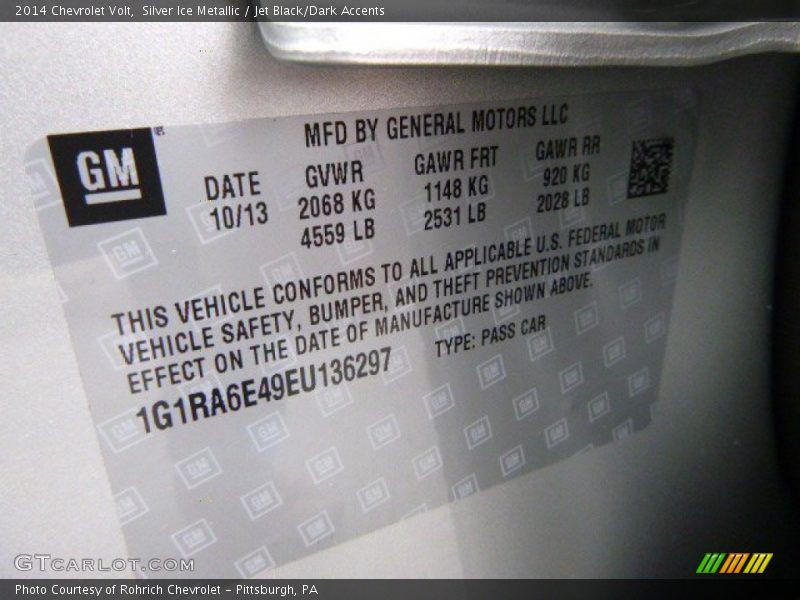 2014 Chevrolet Volt,  Silver Ice Metallic / Jet Black/Dark Accents
GM
MFD BY GENERAL MOTORS LLC
DATE GVWR GAWR FRT GAWR RR
10/13 2068 KG 1148 KG 920 KG
4559 LB 2531 LB 2028 LB
THIS VEHICLE CONFORMS TO ALL APPLICABLE U.S. FEDERAL MOTOR
VEHICLE SAFETY, BUMPER, AND THEFT PREVENTION STANDARDS IN
EFFECT ON THE DATE OF MANUFACTURE SHOWN ABOVE.
1G1RA6E49EU136297 TYPE: PASS CAR
GTcarlot.com
Photo Courtesy of Rohrich Chevrolet – Pittsburgh, PA